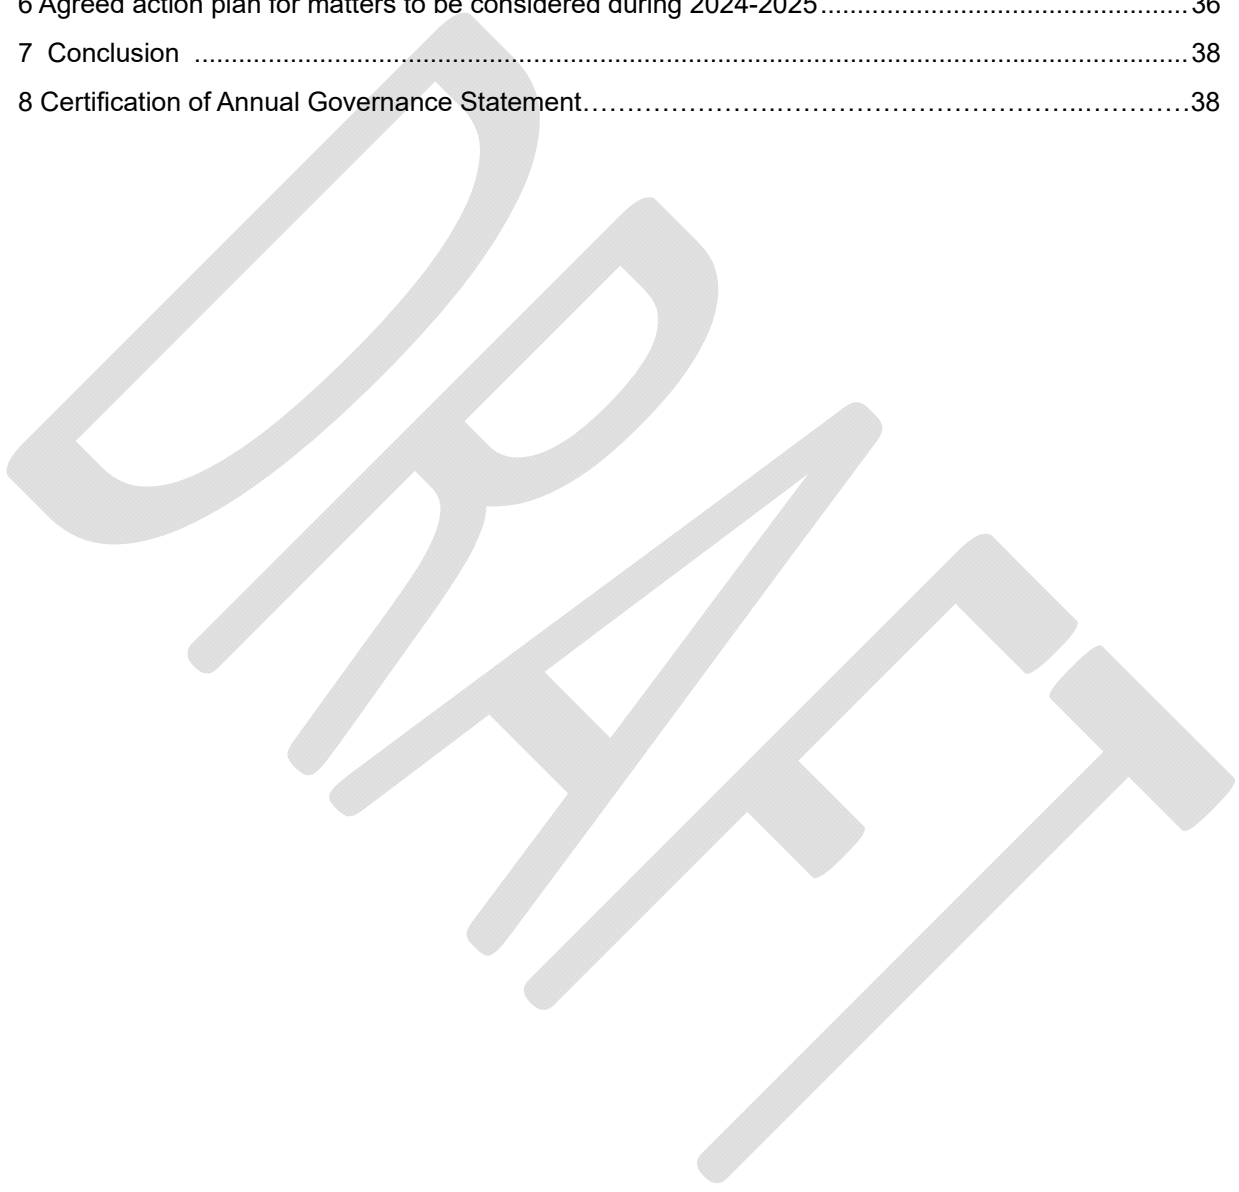 6 Agreed action plan for matters to be considered during 2024-2025 36
7 Conclusion 38
8 Certification of Annual Governance Statement 38
DRAFT